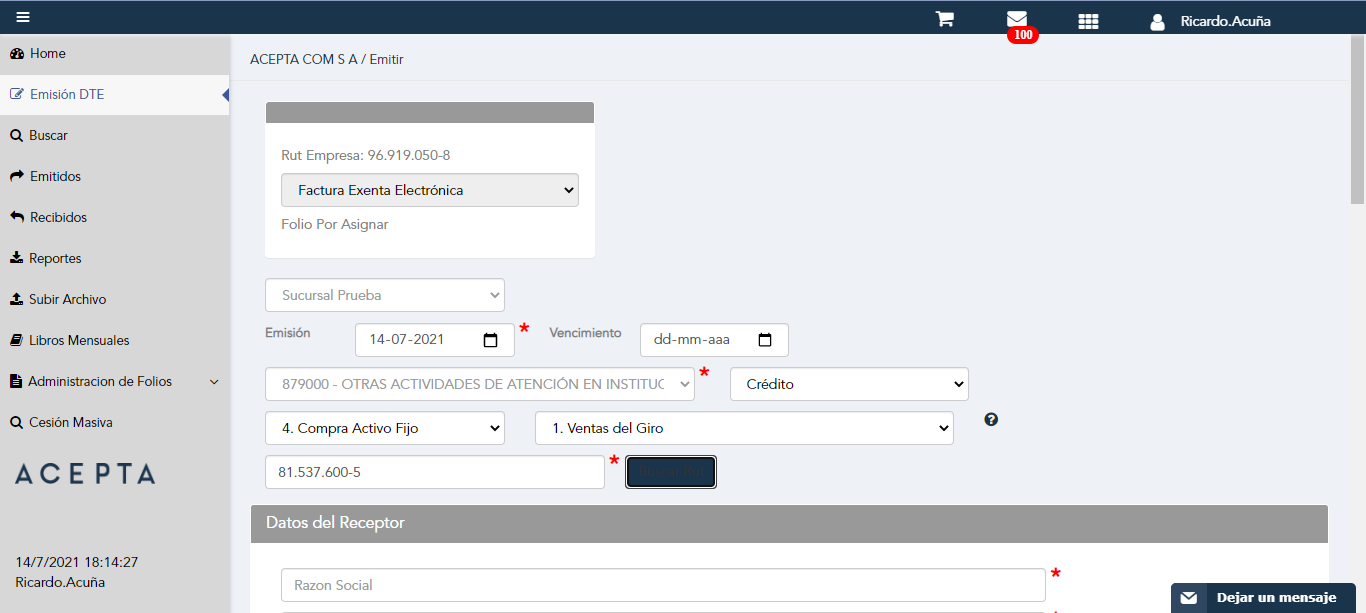 Ricardo.Acuña
100
Home
Emisión DTE
Buscar
Emitidos
Recibidos
Reportes
Subir Archivo
Libros Mensuales
Administracion de Folios
Cesión Masiva
ACEPTA
14/7/2021 18:14:27
Ricardo.Acuña
ACEPTA COM S A / Emitir
Rut Empresa: 96.919.050-8
Factura Exenta Electrónica
Folio Por Asignar
Sucursal Prueba
Emisión 14-07-2021 * Vencimiento dd-mm-aaa
879000 - OTRAS ACTIVIDADES DE ATENCIÓN EN INSTITUC * Crédito
4. Compra Activo Fijo 1. Ventas del Giro ?
81.537.600-5 *
Datos del Receptor
Razon Social *
Dejar un mensaje